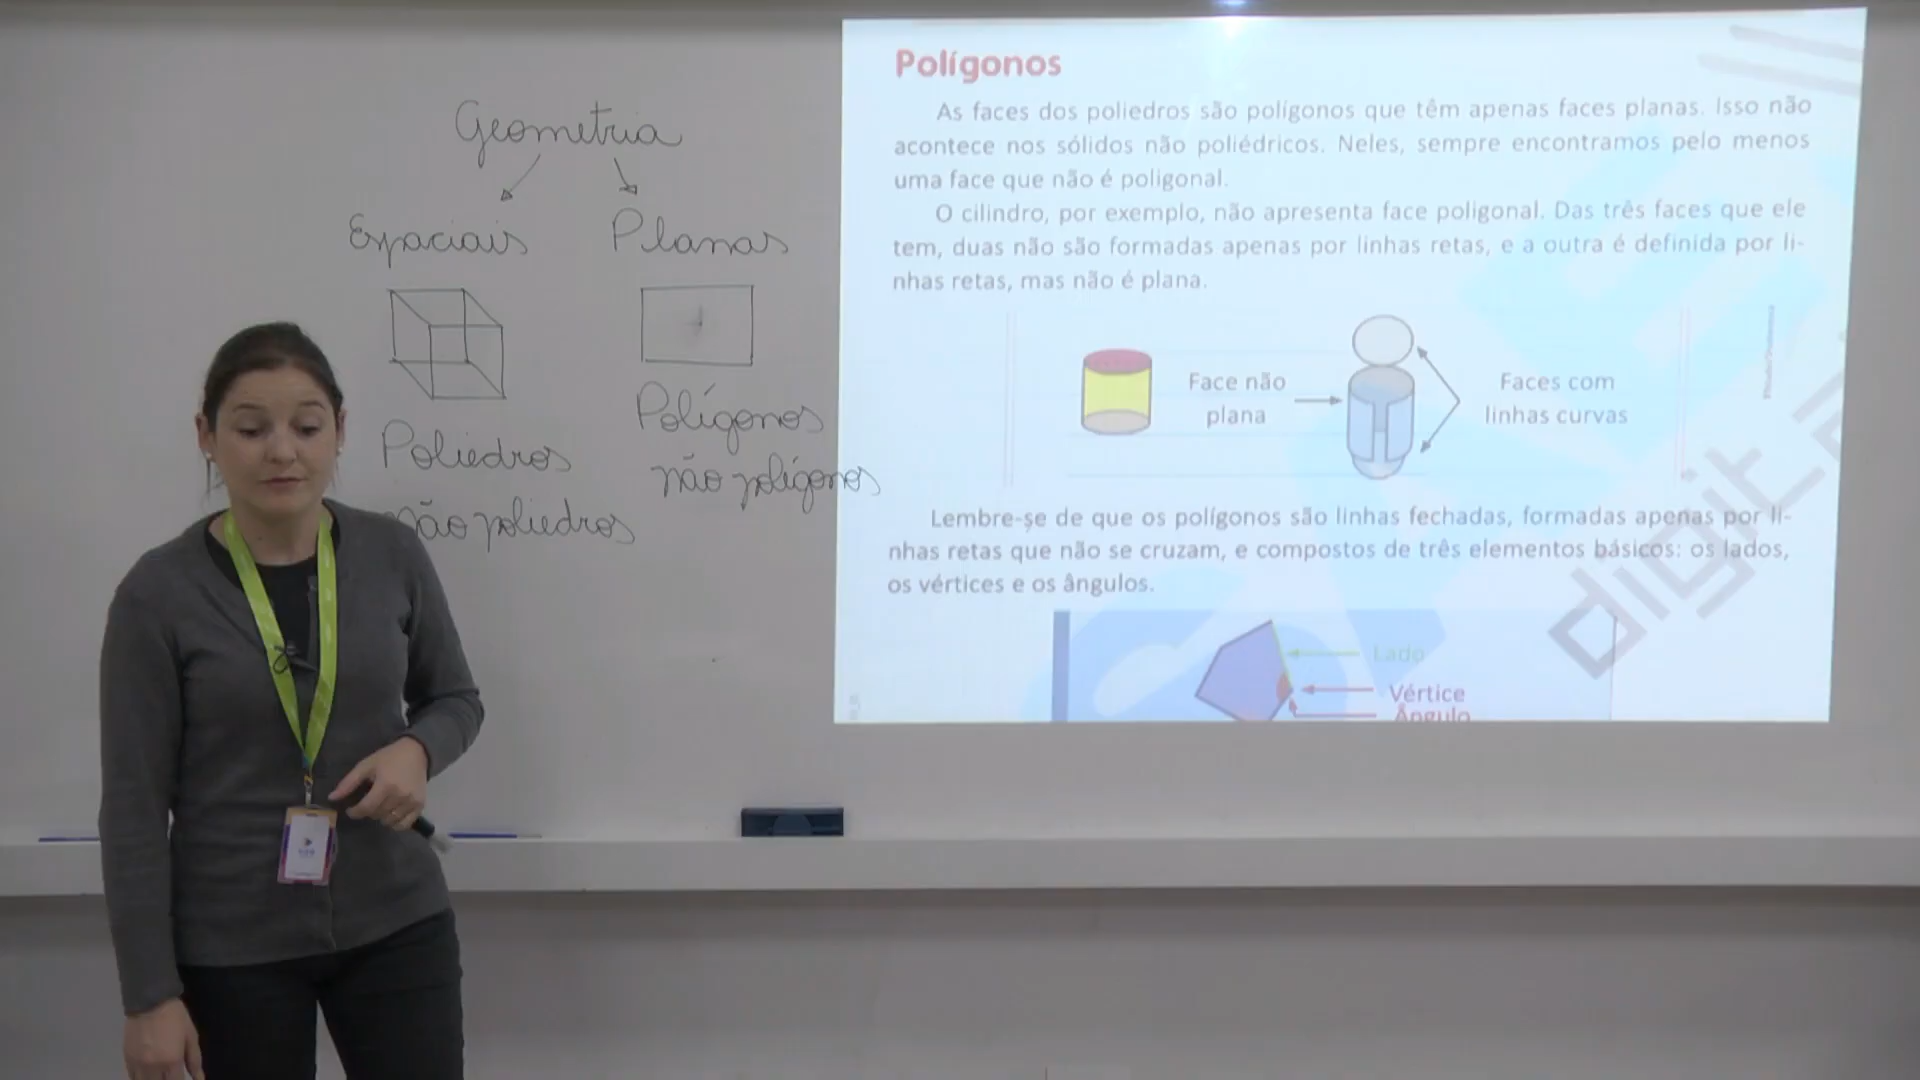 Geometria
Espaciais
Planas
Poliedros
não poliedros
Polígonos
não polígonos
Polígonos
As faces dos poliedros são polígonos que têm apenas faces planas. Isso não
acontece nos sólidos não poliédricos. Neles, sempre encontramos pelo menos
uma face que não é poligonal.
O cilindro, por exemplo, não apresenta face poligonal. Das três faces que ele
tem, duas não são formadas apenas por linhas retas, e a outra é definida por li-
nhas retas, mas não é plana.
Face não
plana
Faces com
linhas curvas
Lembre-se de que os polígonos são linhas fechadas, formadas apenas por li-
nhas retas que não se cruzam, e compostos de três elementos básicos: os lados,
os vértices e os ângulos.
Lado
Vértice
Ângulo